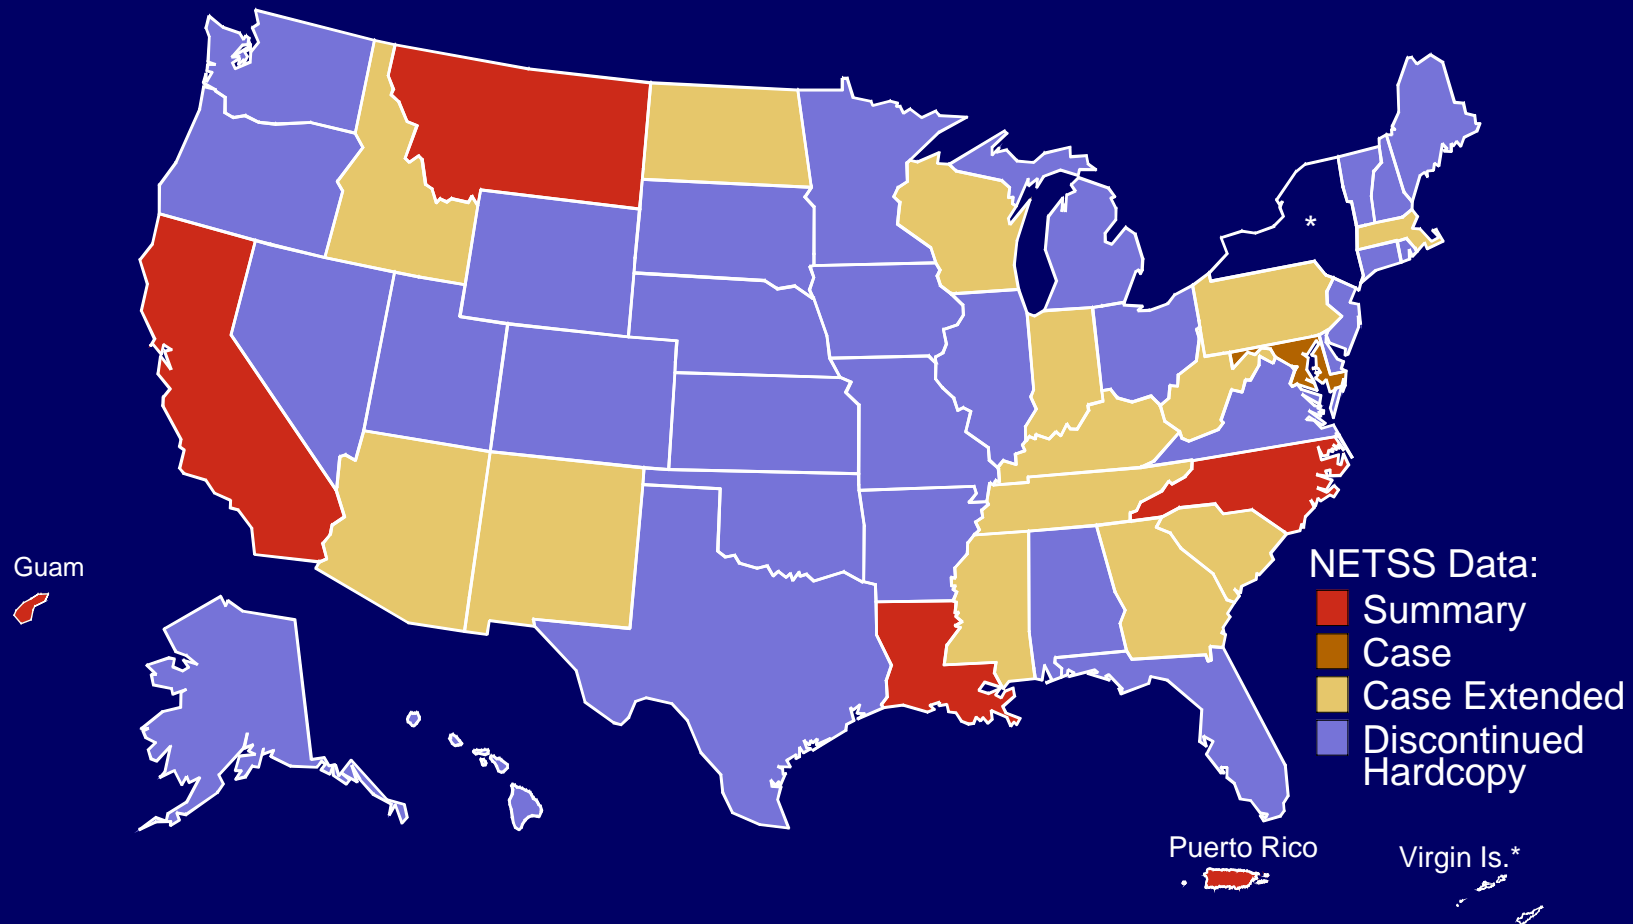 *
Guam
NETSS Data:
Summary
Case
Case Extended
Discontinued
Hardcopy
Puerto Rico
Virgin Is.*